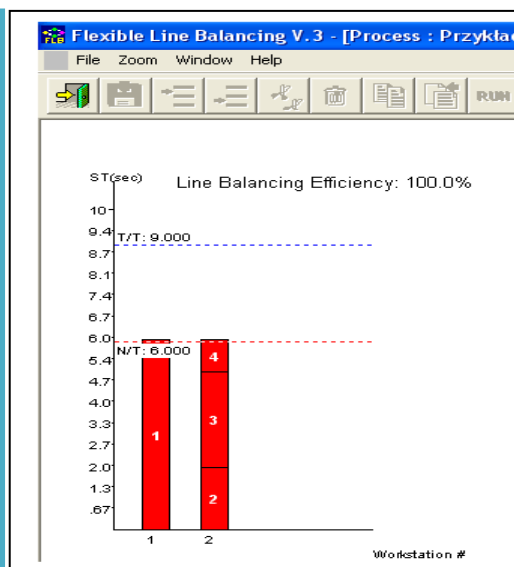 Flexible Line Balancing V.3 - [Process : Przykład
File Zoom Window Help
RUN
ST(sec)
Line Balancing Efficiency: 100.0%
10
9.4
T/T: 9.000
8.7
8.1
7.4
6.7
6.0
N/T: 6.000
5.4
4
4.7
4.0
3.3
3
1
2.7
2.0
1.3
2
.67
1 2
Workstation #